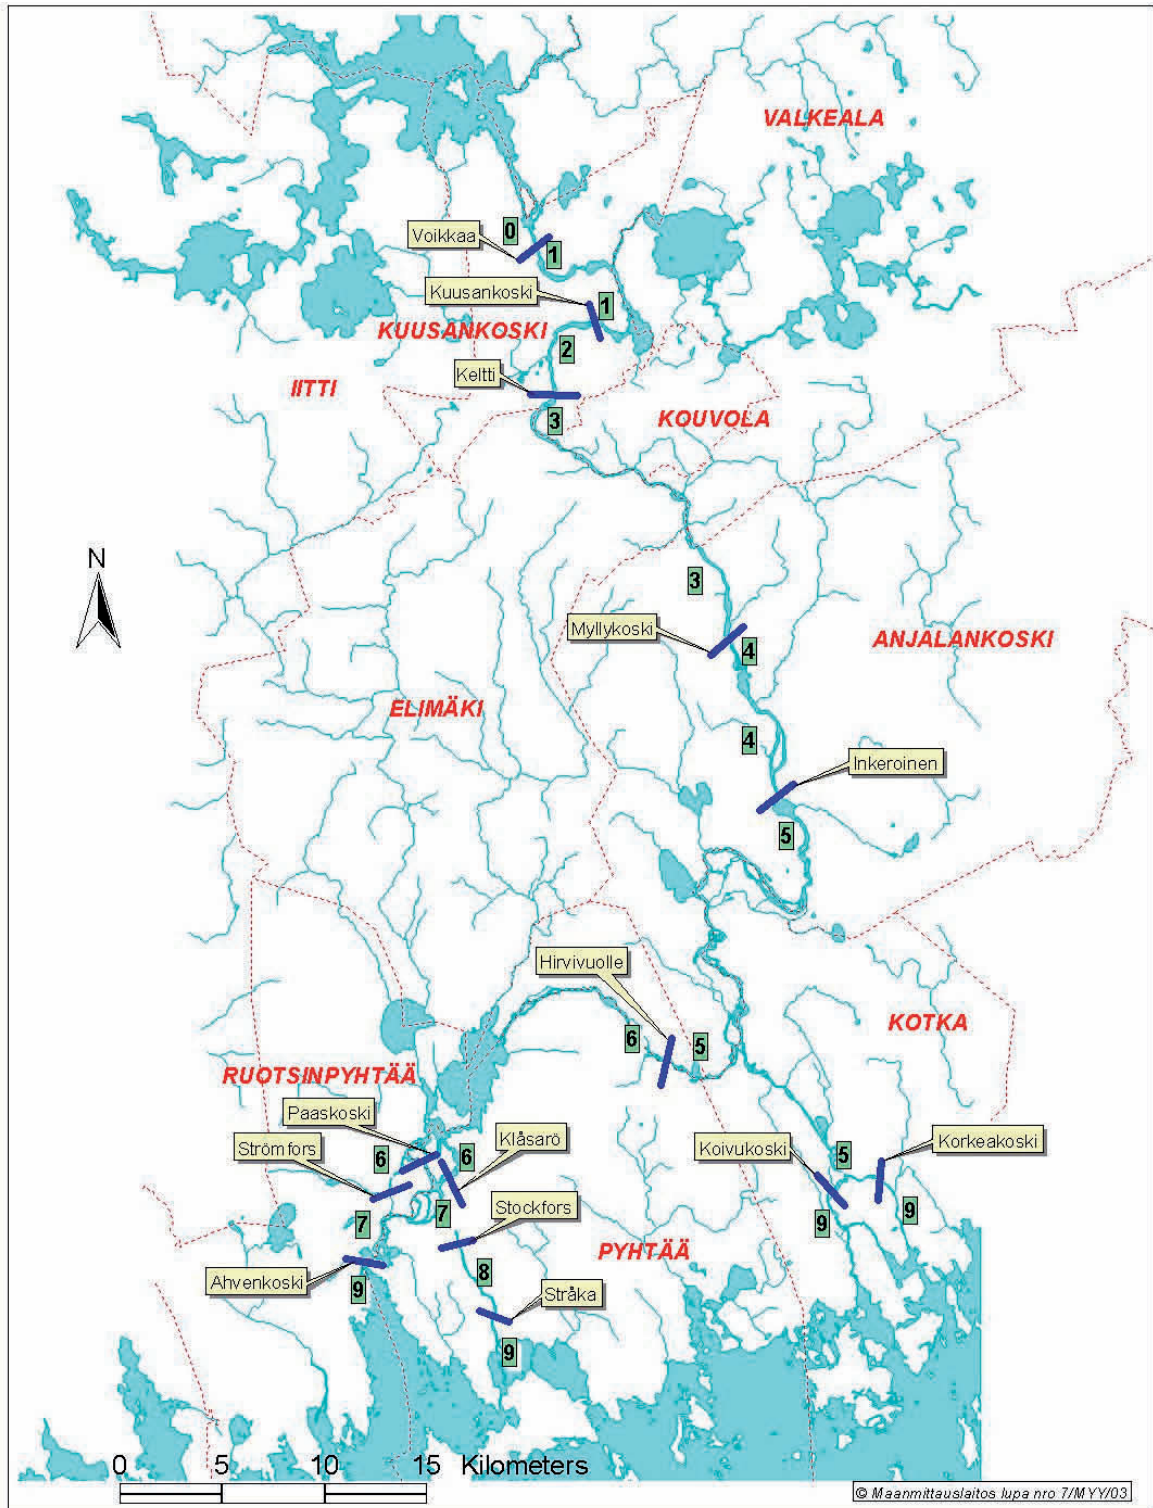 VALKEALA
0
Voikkaa
1
Kuusankoski
1
KUUSANKOSKI
2
Keltti
IITTI
3
KOUVOLA
N
3
Myllykoski
4
ANJALANKOSKI
ELIMÄKI
4
Inkeroinen
5
Hirvivuolle
KOTKA
6
5
RUOTSINPYHTÄÄ
Paaskoski
Klåsarö
Strömfors
6
6
Koivukoski
5
Korkeakoski
7
7
Stockfors
9
9
PYHTÄÄ
Ahvenkoski
9
8
Stråka
9
0 5 10 15 Kilometers
© Maanmittauslaitos lupa nro 7/MYY/03